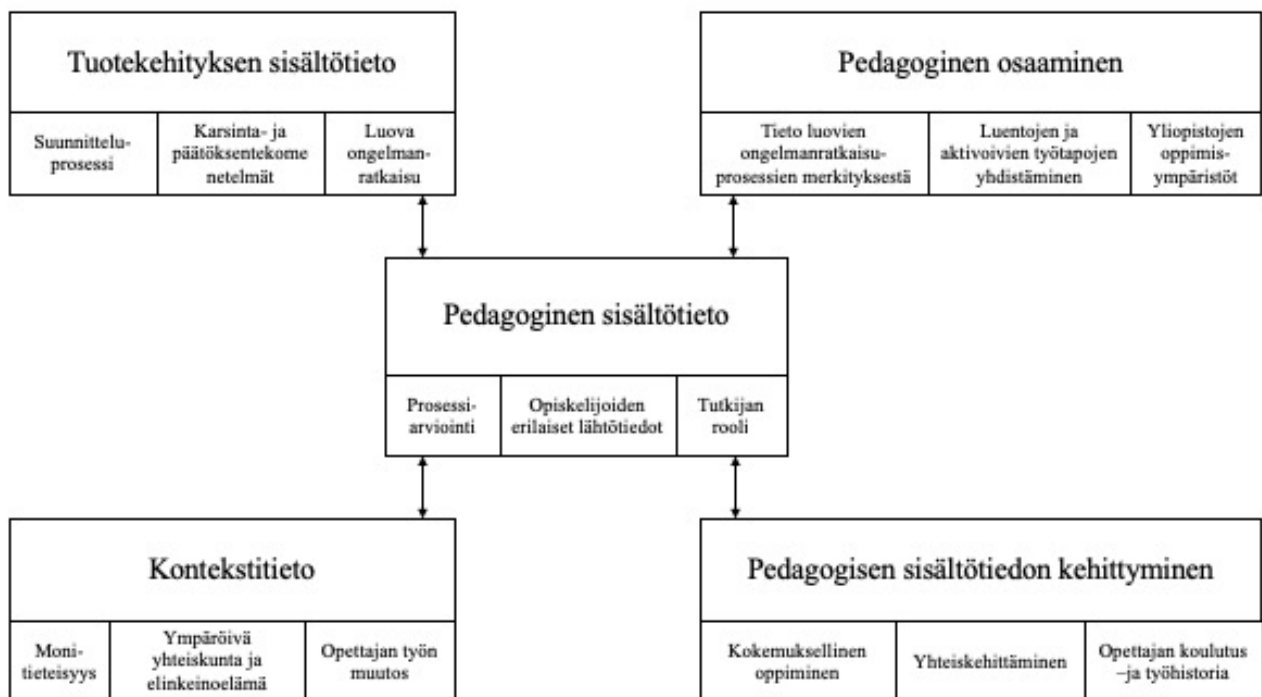 Tuotekehityksen sisältötieto
Suunnittelu-
prosessi
Karsinta- ja
päätöksentekome
netelmät
Luova
ongelman-
ratkaisu
Pedagoginen osaaminen
Tieto luovien
ongelmanratkaisu-
prosessien merkityksestä
Luentojen ja
aktivoivien työtapojen
yhdistäminen
Yliopistojen
oppimis-
ympäristöt
Pedagoginen sisältötieto
Prosessi-
arviointi
Opiskelijoiden
erilaiset lähtötiedot
Tutkijan
rooli
Kontekstitieto
Moni-
tieteisyys
Ympäröivä
yhteiskunta ja
elinkeinoelämä
Opettajan työn
muutos
Pedagogisen sisältötiedon kehittyminen
Kokemuksellinen
oppiminen
Yhteiskehittäminen
Opettajan koulutus
–ja työhistoria